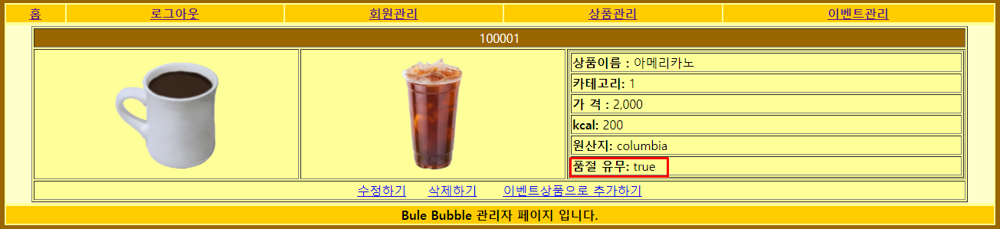 홈 로그아웃 회원관리 상품관리 이벤트관리
100001
상품이름 : 아메리카노
카테고리: 1
가 격 : 2,000
kcal: 200
원산지: columbia
품절 유무: true
수정하기 삭제하기 이벤트상품으로 추가하기
Bule Bubble 관리자 페이지 입니다.